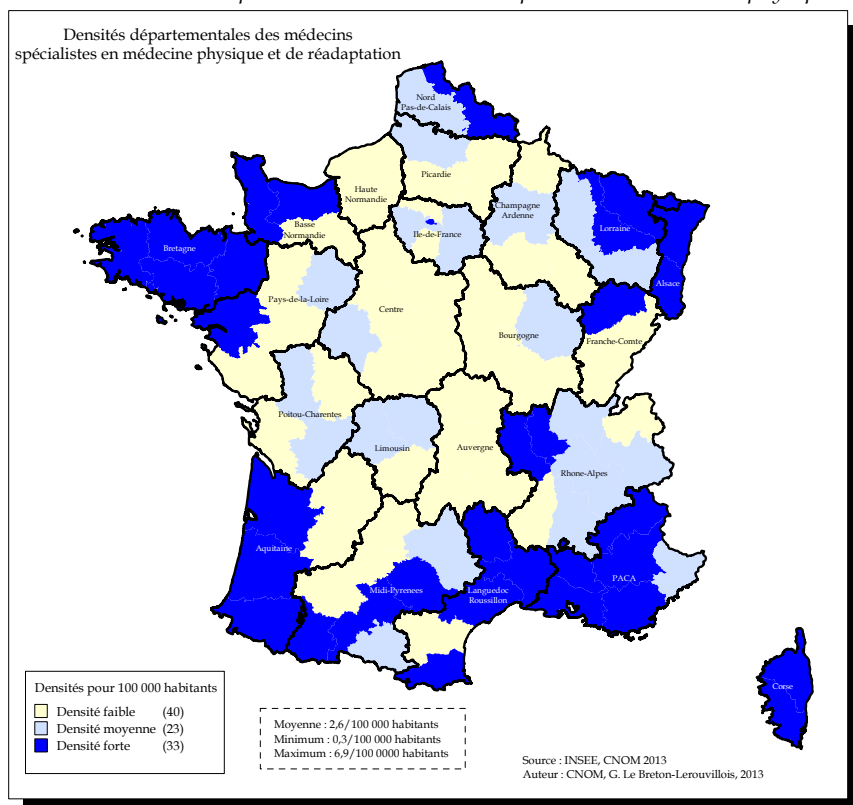 Densités départementales des médecins
spécialistes en médecine physique et de réadaptation
Nord
Pas-de-Calais
Picardie
Haute
Normandie
Champagne
Ardenne
Basse
Normandie
Ile-de-France
Lorraine
Bretagne
Alsace
Pays-de-la-Loire
Centre
Bourgogne
Franche-Comte
Poitou-Charentes
Limousin
Auvergne
Rhone-Alpes
Aquitaine
Midi-Pyrenees
Languedoc
Roussillon
PACA
Corse
Densités pour 100 000 habitants
Densité faible (40)
Densité moyenne (23)
Densité forte (33)
Moyenne : 2,6/100 000 habitants
Minimum : 0,3/100 000 habitants
Maximum : 6,9/100 0000 habitants
Source : INSEE, CNOM 2013
Auteur : CNOM, G. Le Breton-Lerouvillois, 2013